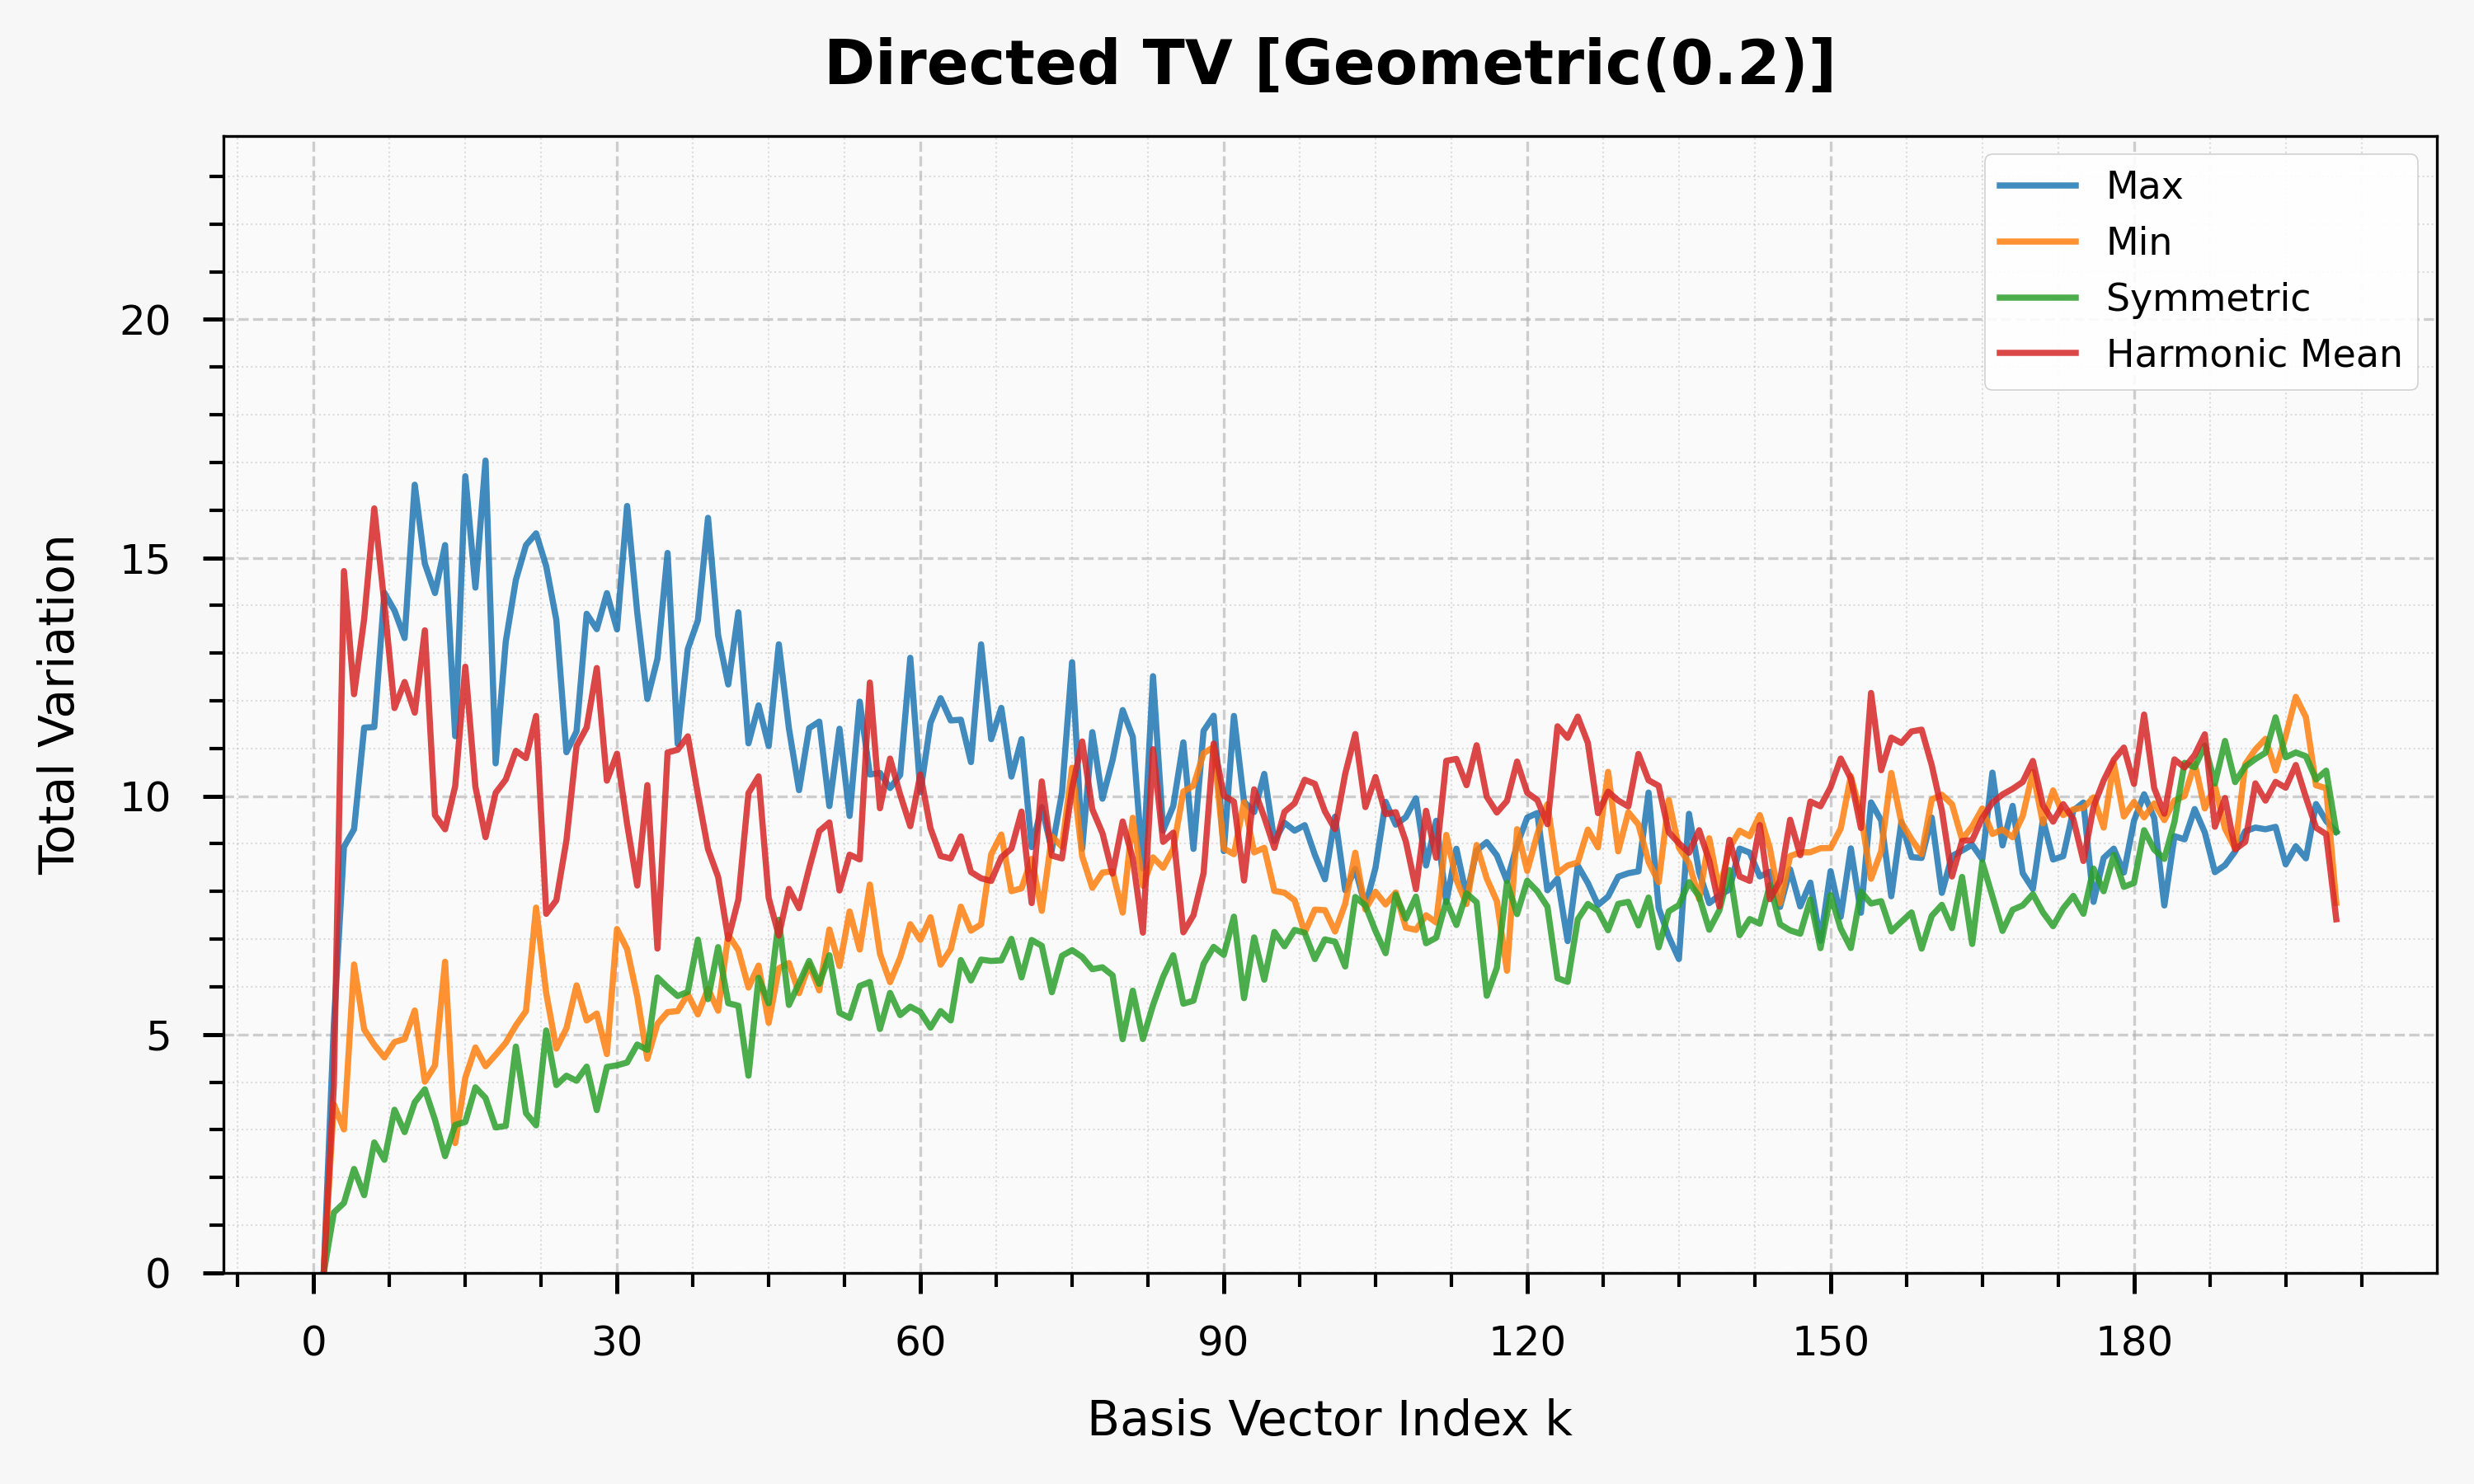 Directed TV [Geometric(0.2)]
Max
Min
Symmetric
Harmonic Mean
Total Variation
20
15
10
5
0
0 30 60 90 120 150 180
Basis Vector Index k